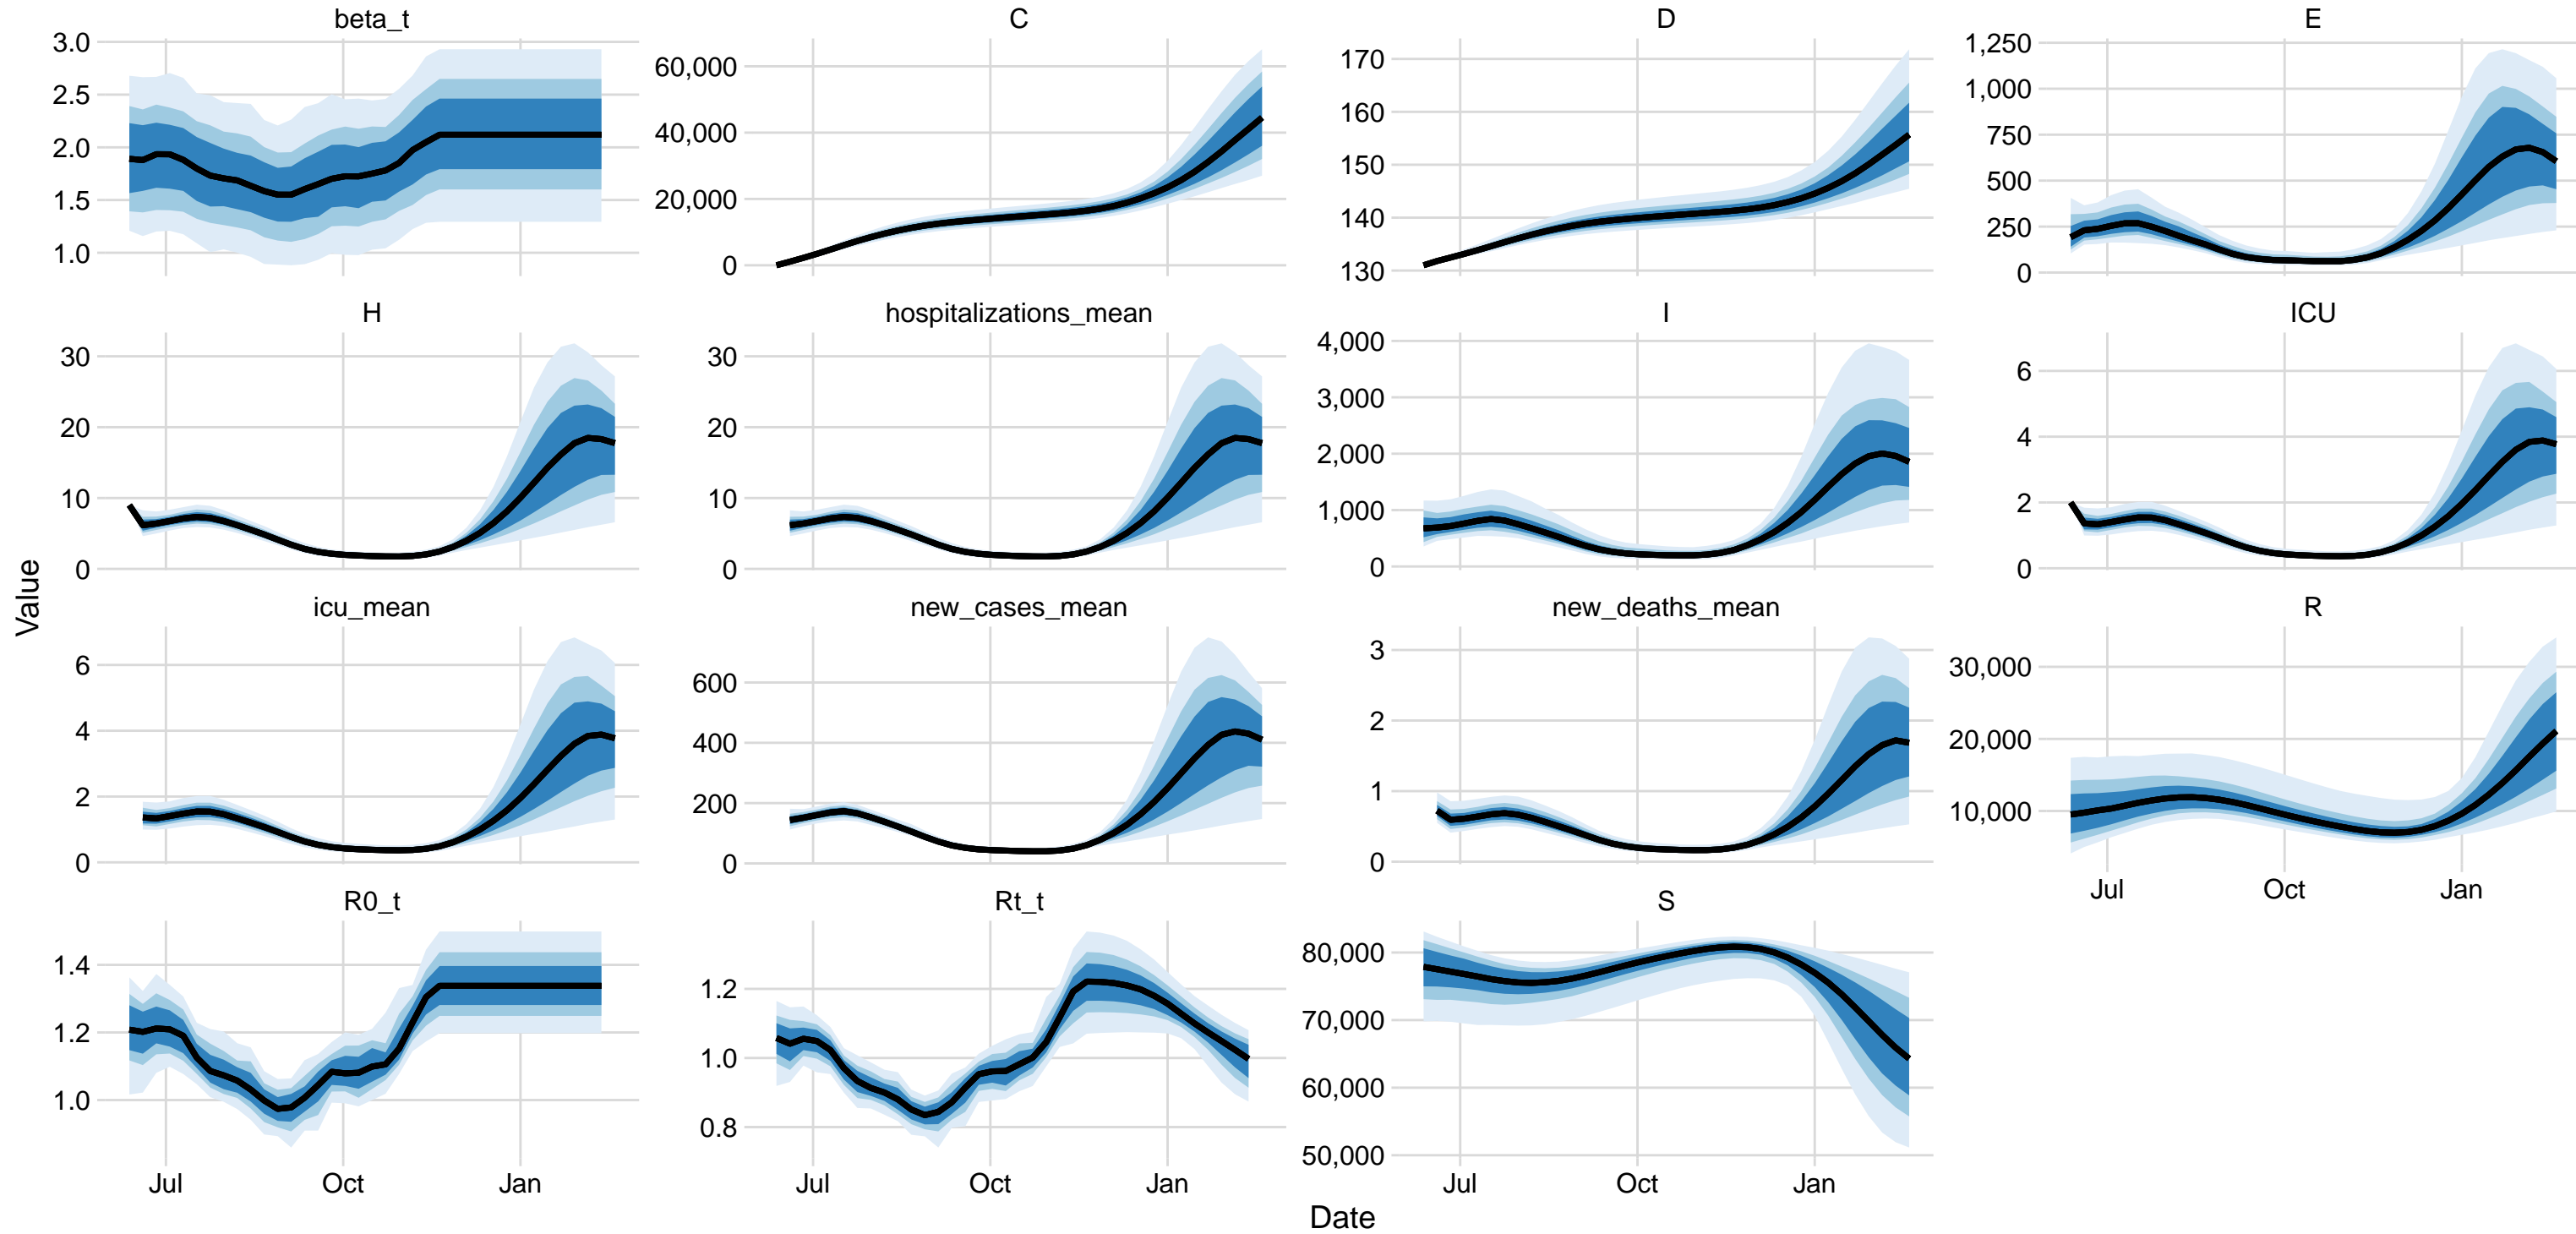 beta_t
C
D
E
3.0
2.5
2.0
1.5
1.0
60,000
40,000
20,000
0
170
160
150
140
130
1,250
1,000
750
500
250
0
H
hospitalizations_mean
I
ICU
30
20
10
0
30
20
10
0
4,000
3,000
2,000
1,000
0
6
4
2
0
Value
icu_mean
new_cases_mean
new_deaths_mean
R
6
4
2
0
600
400
200
0
3
2
1
0
30,000
20,000
10,000
Jul
Oct
Jan
R0_t
Rt_t
S
1.4
1.2
1.0
1.2
1.0
0.8
80,000
70,000
60,000
50,000
Jul
Oct
Jan
Jul
Oct
Jan
Jul
Oct
Jan
Date